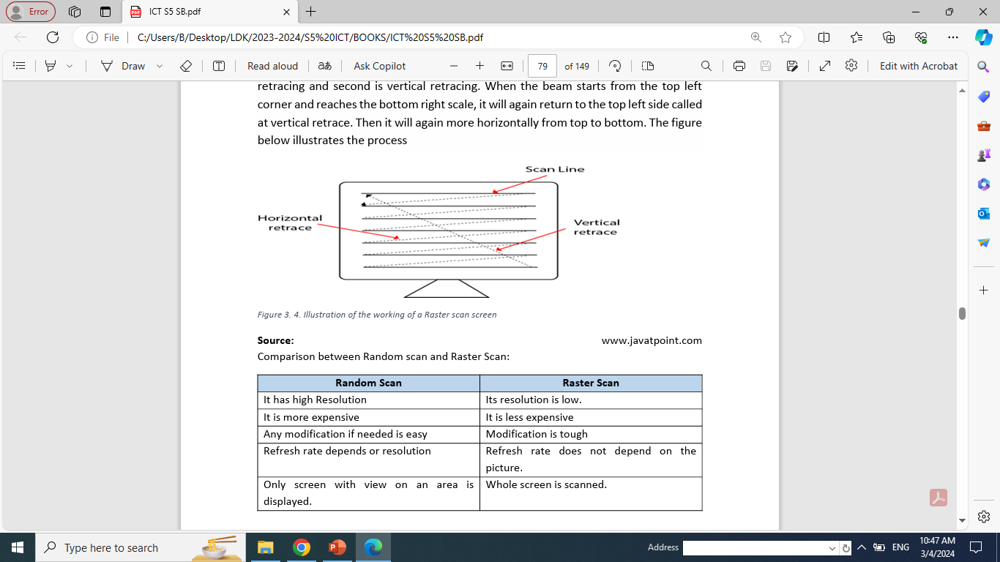 Error
ICT S5 SB.pdf
File
C:/Users/B/Desktop/LDK/2023-2024/S5%20ICT/BOOKS/ICT%20S5%20SB.pdf
Draw
Read aloud
aあ
Ask Copilot
79
of 149
Edit with Acrobat
retracing and second is vertical retracing. When the beam starts from the top left
corner and reaches the bottom right scale, it will again return to the top left side called
at vertical retrace. Then it will again more horizontally from top to bottom. The figure
below illustrates the process
Scan Line
Horizontal
retrace
Vertical
retrace
Figure 3. 4. Illustration of the working of a Raster scan screen
Source: www.javatpoint.com
Comparison between Random scan and Raster Scan:
Random Scan Raster Scan
It has high Resolution Its resolution is low.
It is more expensive It is less expensive
Any modification if needed is easy Modification is tough
Refresh rate depends or resolution Refresh rate does not depend on the
picture.
Only screen with view on an area is Whole screen is scanned.
displayed.
Type here to search
Address
ENG
10:47 AM
3/4/2024